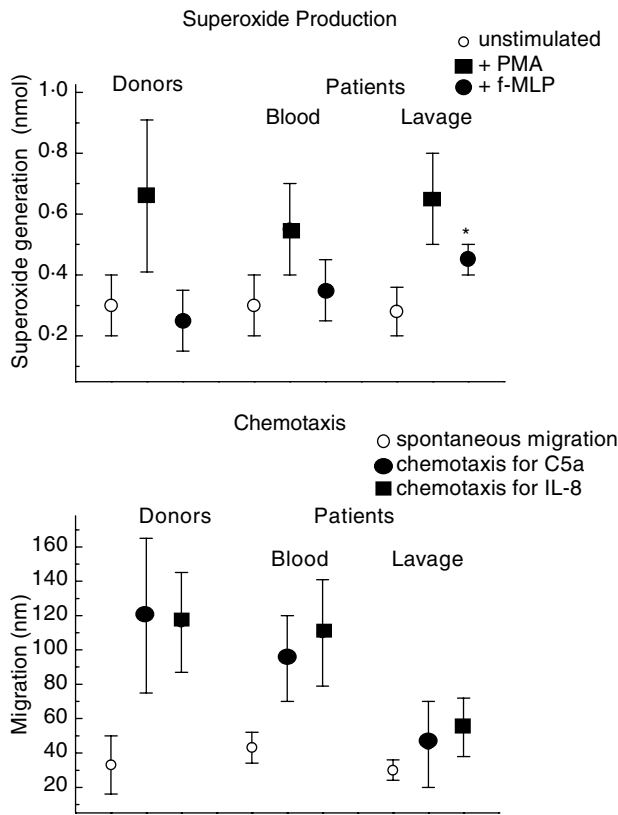 Superoxide Production
unstimulated
+ PMA
+ f-MLP
Donors
Patients
Blood
Lavage
Superoxide generation (nmol)
1·0
0·8
0·6
0·4
0·2
*
Chemotaxis
spontaneous migration
chemotaxis for C5a
chemotaxis for IL-8
Donors
Patients
Blood
Lavage
Migration (nm)
160
140
120
100
80
60
40
20